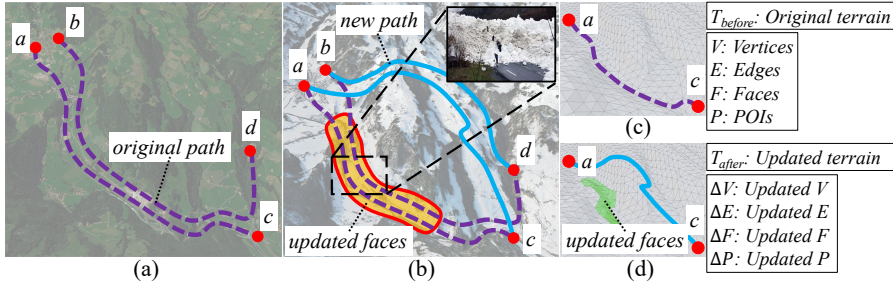 a
b
original path
d
c
(a)
new path
b
a
d
updated faces
c
(b)
a
c
(c)
T_before: Original terrain
V: Vertices
E: Edges
F: Faces
P: POIs
a
c
updated faces
(d)
T_after: Updated terrain
ΔV: Updated V
ΔE: Updated E
ΔF: Updated F
ΔP: Updated P